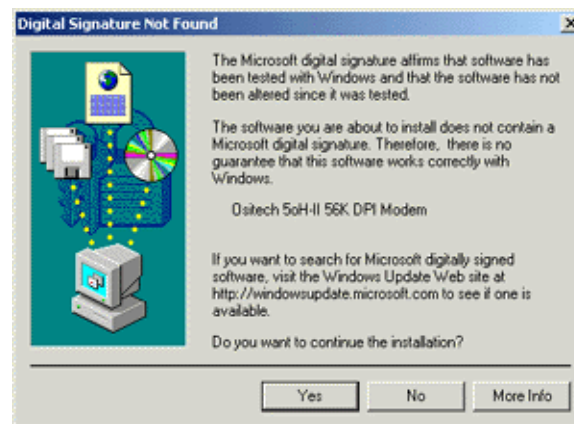 Digital Signature Not Found
The Microsoft digital signature affirms that software has
been tested with Windows and that the software has not
been altered since it was tested.
The software you are about to install does not contain a
Microsoft digital signature. Therefore, there is no
guarantee that this software works correctly with
Windows.
Ositech 5oH-II 56K DPI Modem
If you want to search for Microsoft digitally signed
software, visit the Windows Update Web site at
http://windowsupdate.microsoft.com to see if one is
available.
Do you want to continue the installation?
Yes No More Info